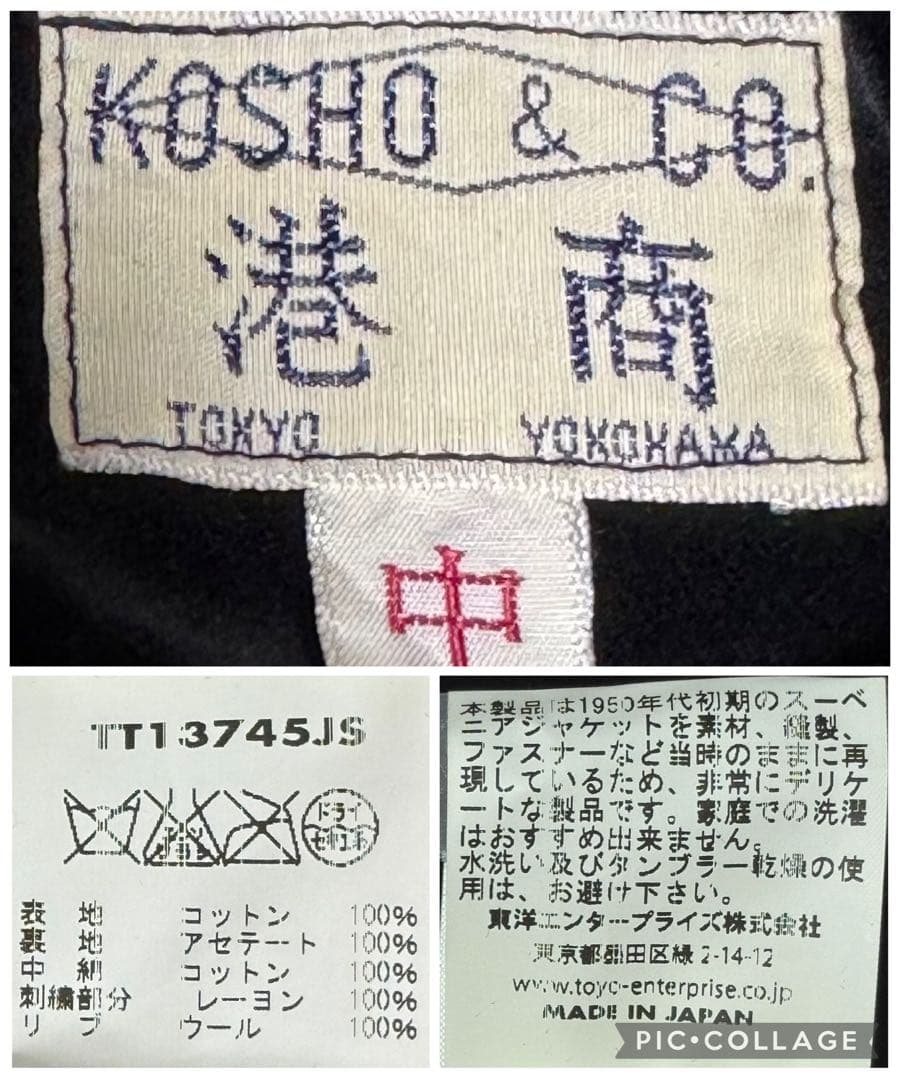 KOSHO & CO.
港 商
TOKYO YOKOHAMA
中
TT13745JS
ドライ
セキユ系
表 地 コットン 100%
裏 地 アセテート 100%
中 綿 コットン 100%
刺繍部分 レーヨン 100%
リ ブ ウール 100%
本製品は1950年代初期のスーベ
ニアジャケットを素材、縫製、
ファスナーなど当時のままに再
現しているため、非常にデリケ
ートな製品です。家庭での洗濯
はおすすめ出来ません。
水洗い及びタンブラー乾燥の使
用は、お避け下さい。
東洋エンタープライズ株式会社
東京都墨田区緑 2-14-12
www.toyo-enterprise.co.jp
MADE IN JAPAN
PIC•COLLAGE